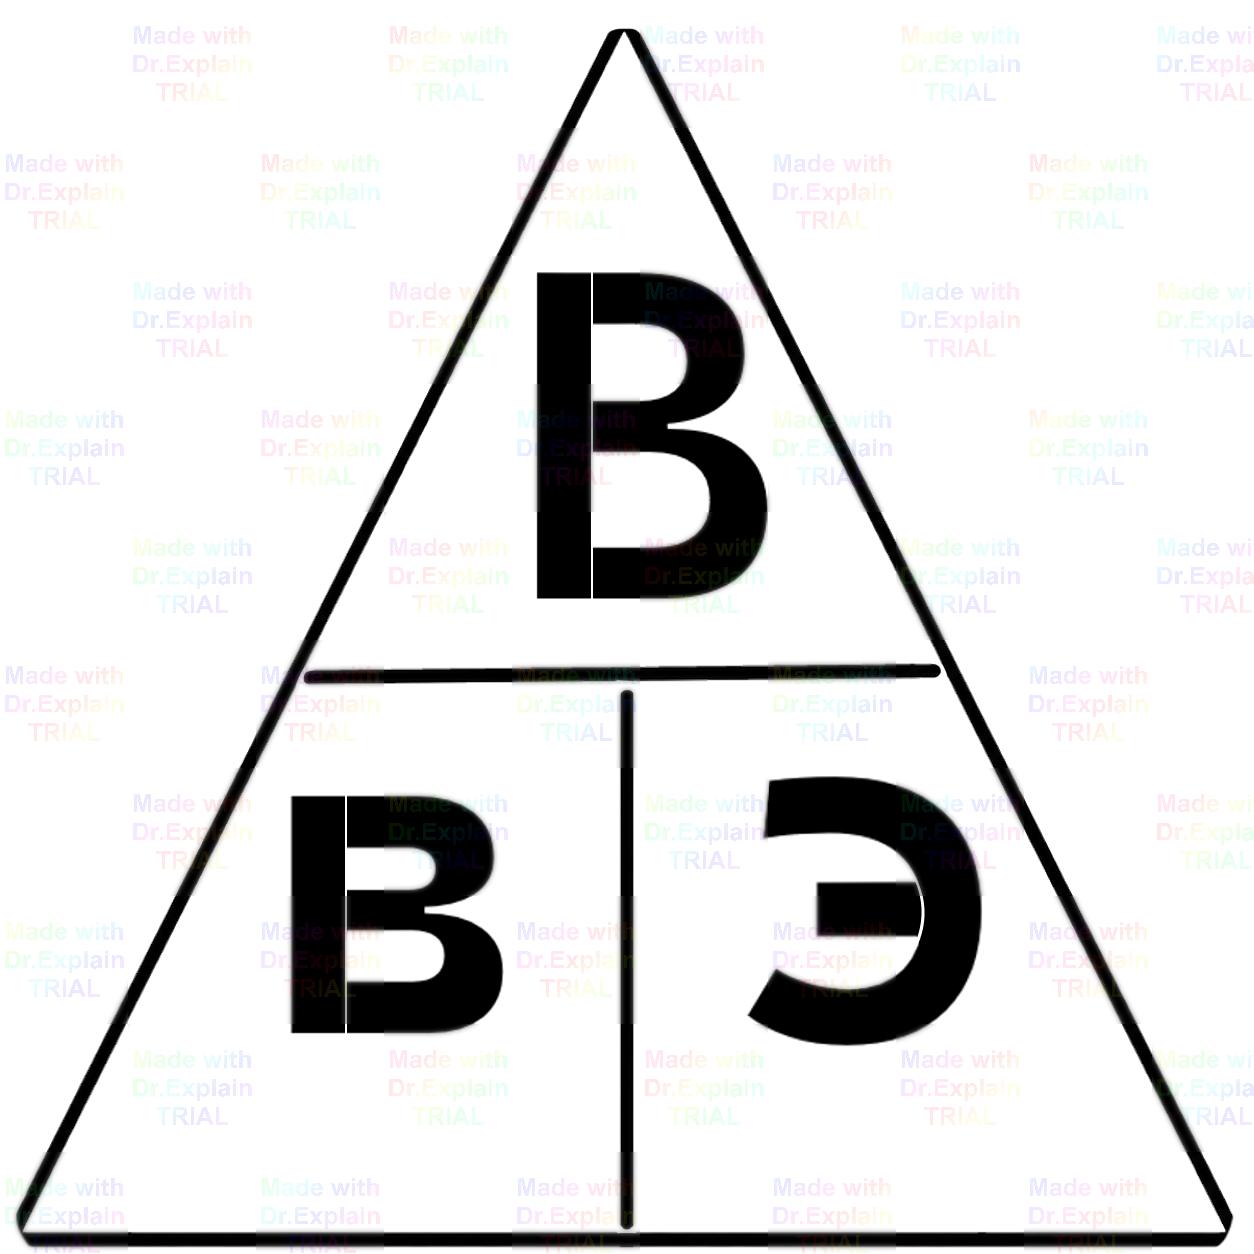 В
в э
Made with
Dr.Explain
TRIAL